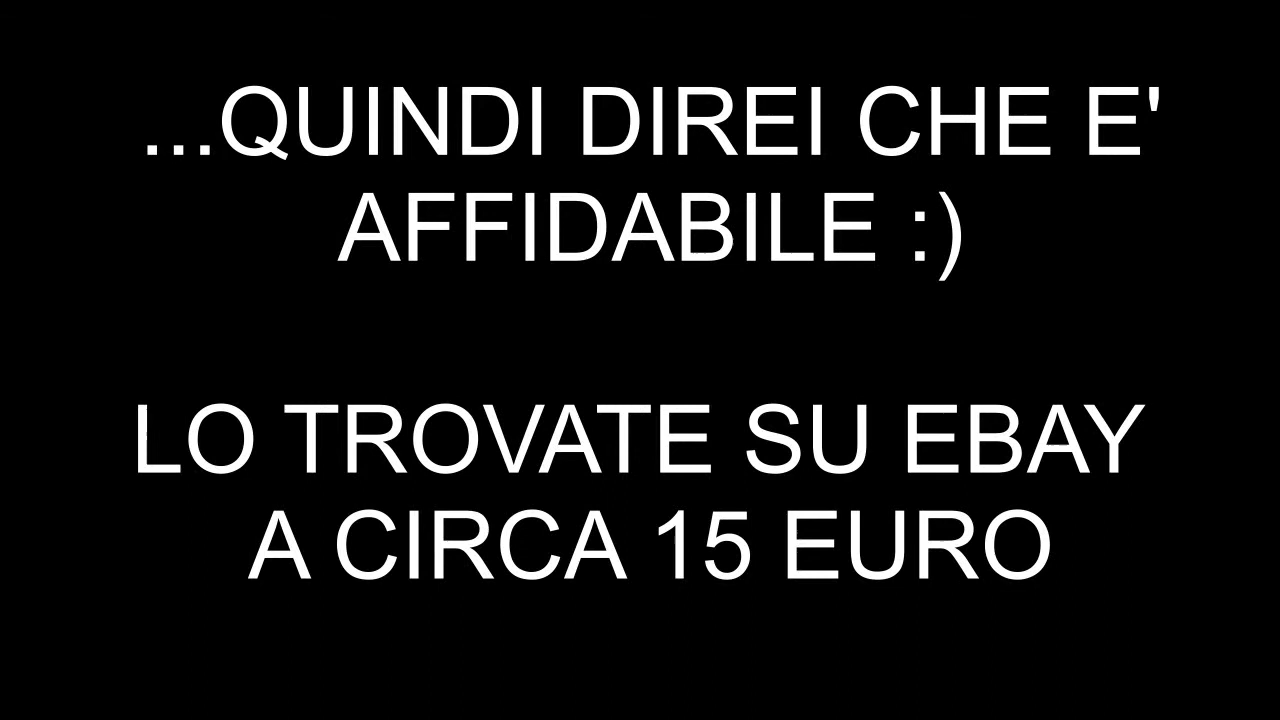 ...QUINDI DIREI CHE E'
AFFIDABILE :)
LO TROVATE SU EBAY
A CIRCA 15 EURO